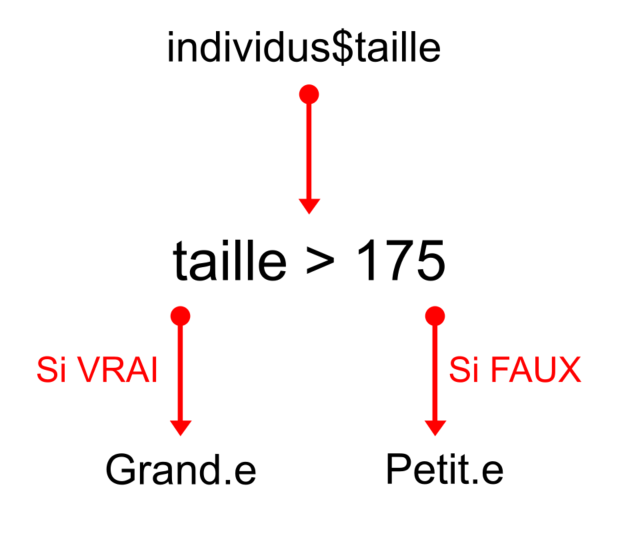 individus$taille
taille > 175
Si VRAI
Si FAUX
Grand.e
Petit.e